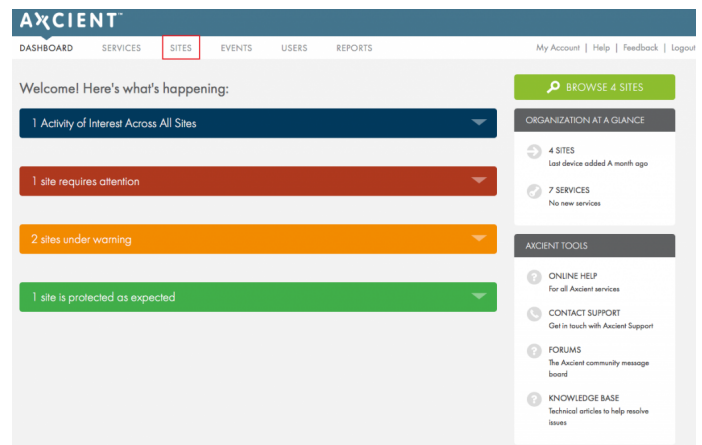 AXCIENT™
DASHBOARD SERVICES SITES EVENTS USERS REPORTS My Account | Help | Feedback | Logout
Welcome! Here's what's happening:
BROWSE 4 SITES
1 Activity of Interest Across All Sites
ORGANIZATION AT A GLANCE
4 SITES
Last device added A month ago
1 site requires attention
7 SERVICES
No new services
2 sites under warning
AXCIENT TOOLS
ONLINE HELP
For all Axcient services
1 site is protected as expected
CONTACT SUPPORT
Get in touch with Axcient Support
FORUMS
The Axcient community message
board
KNOWLEDGE BASE
Technical articles to help resolve
issues